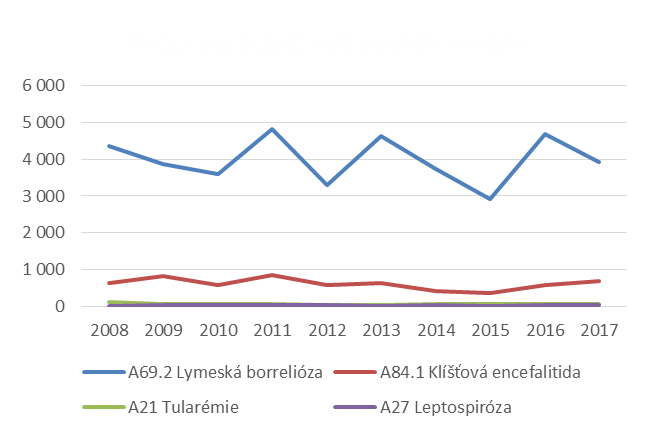 6 000
5 000
4 000
3 000
2 000
1 000
0
2008 2009 2010 2011 2012 2013 2014 2015 2016 2017
A69.2 Lymeská borrelióza A84.1 Klíšťová encefalitida
A21 Tularémie A27 Leptospiróza